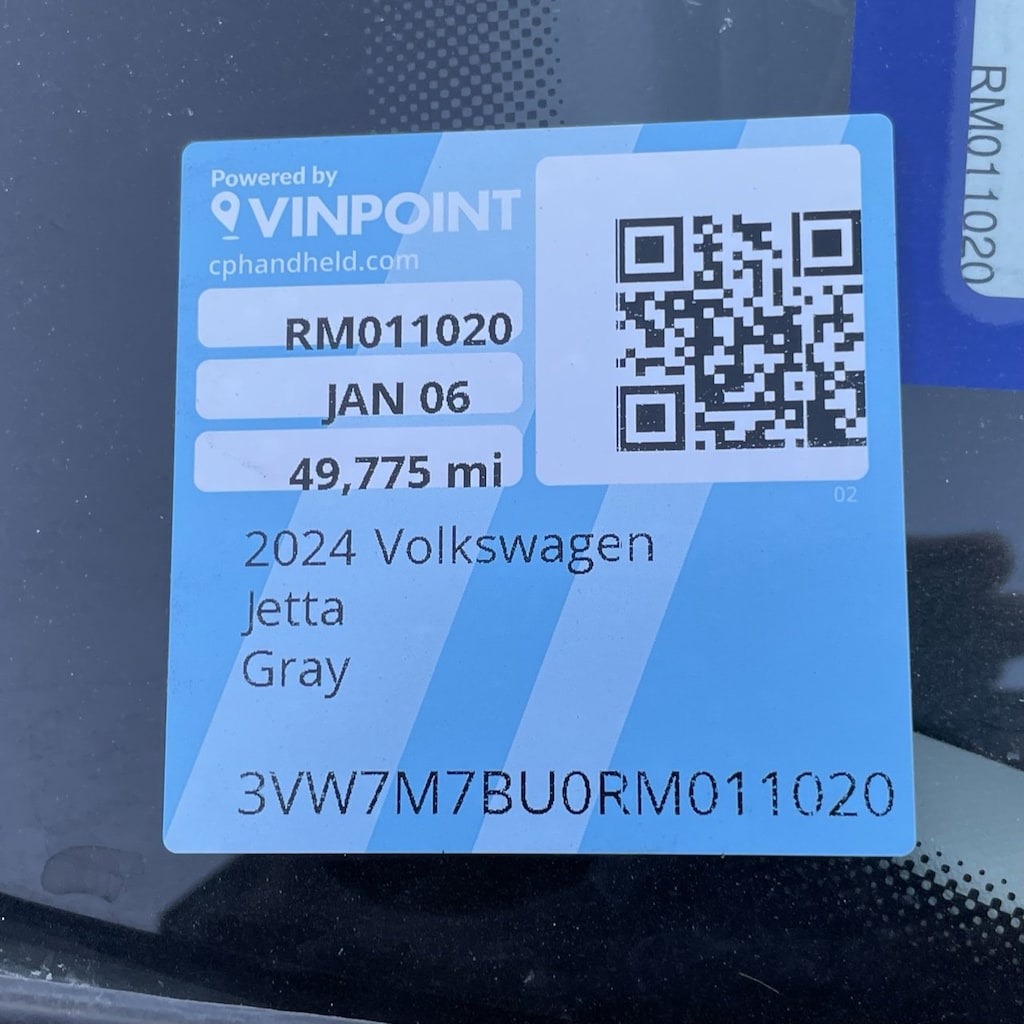 Powered by
VINPOINT
cphandheld.com
RM011020
JAN 06
49,775 mi
02
2024 Volkswagen
Jetta
Gray
3VW7M7BU0RM011020
RM011020